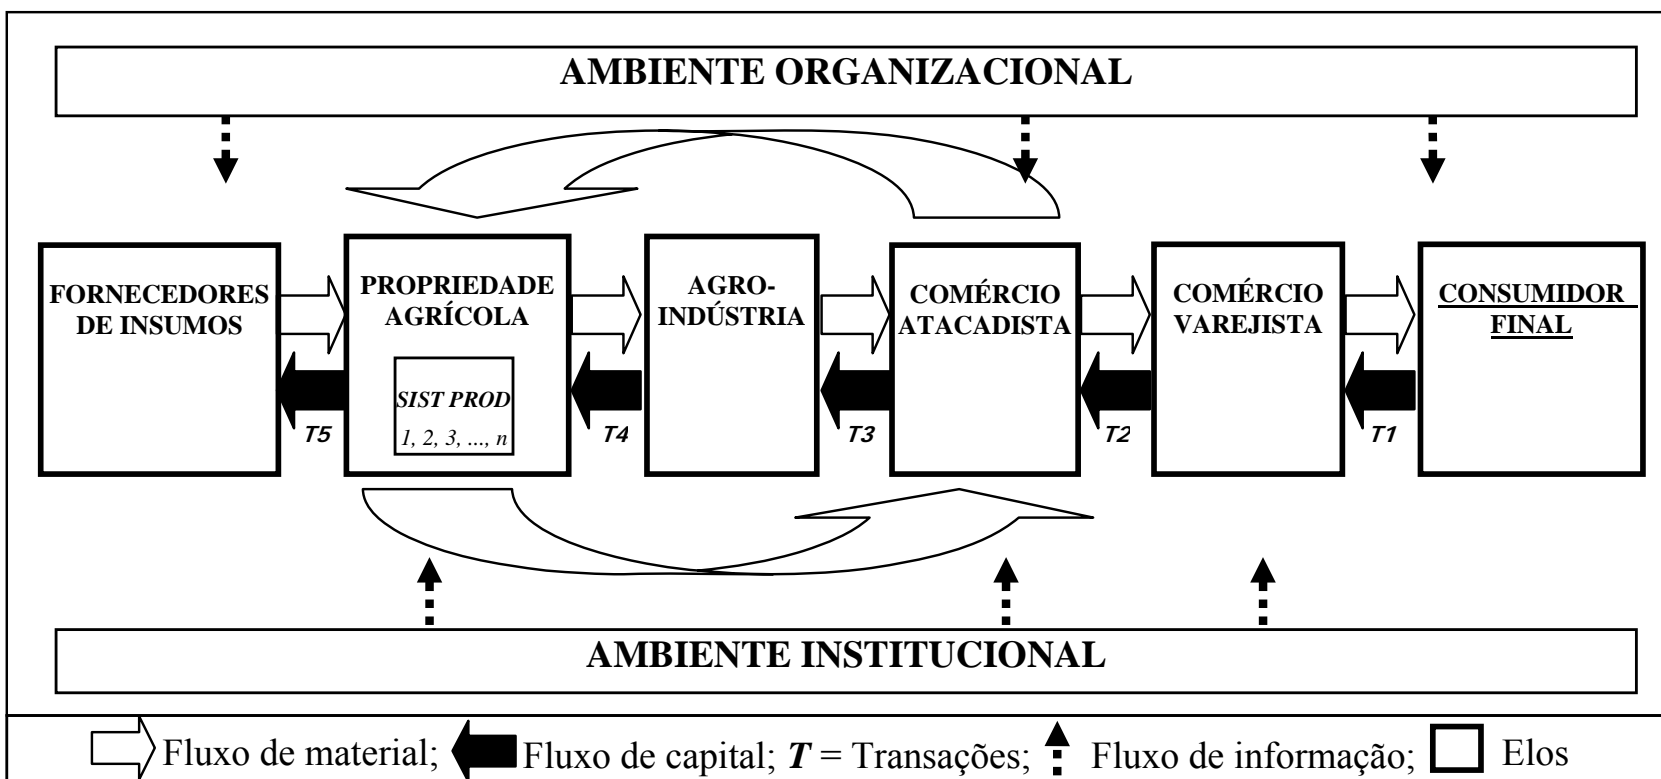 AMBIENTE ORGANIZACIONAL
FORNECEDORES
DE INSUMOS
PROPRIEDADE
AGRÍCOLA
SIST PROD
1, 2, 3, ..., n
AGRO-
INDÚSTRIA
COMÉRCIO
ATACADISTA
COMÉRCIO
VAREJISTA
CONSUMIDOR
FINAL
T5
T4
T3
T2
T1
AMBIENTE INSTITUCIONAL
Fluxo de material; Fluxo de capital; T = Transações; Fluxo de informação; Elos